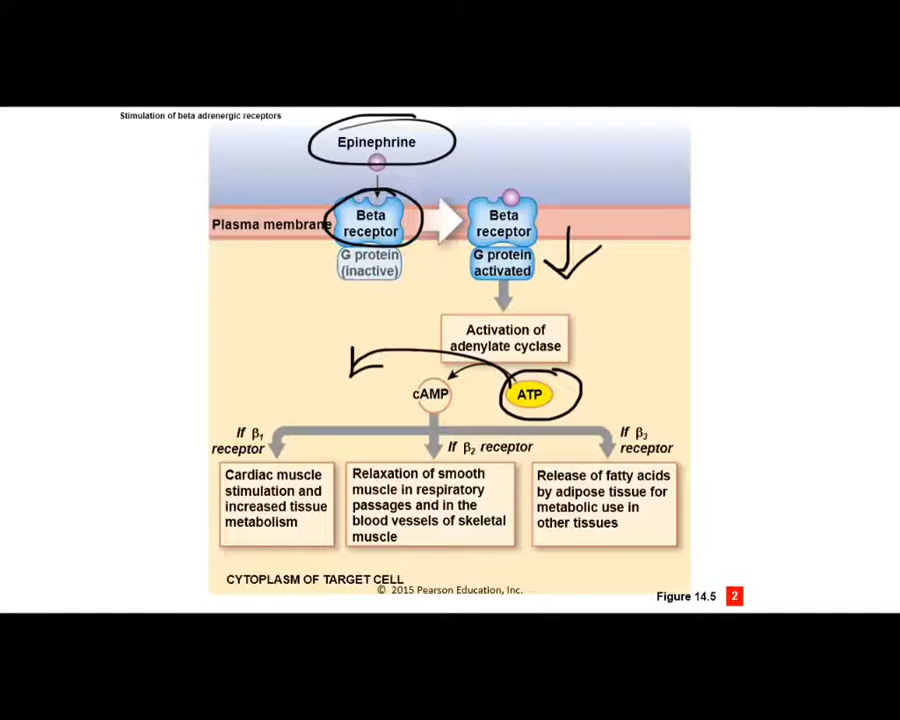 Stimulation of beta adrenergic receptors
Epinephrine
Plasma membrane
Beta
receptor
G protein
(inactive)
Beta
receptor
G protein
activated
Activation of
adenylate cyclase
cAMP
ATP
If β₁
receptor
If β₂ receptor
If β₃
receptor
Cardiac muscle
stimulation and
increased tissue
metabolism
Relaxation of smooth
muscle in respiratory
passages and in the
blood vessels of skeletal
muscle
Release of fatty acids
by adipose tissue for
metabolic use in
other tissues
CYTOPLASM OF TARGET CELL
© 2015 Pearson Education, Inc.
Figure 14.5 2